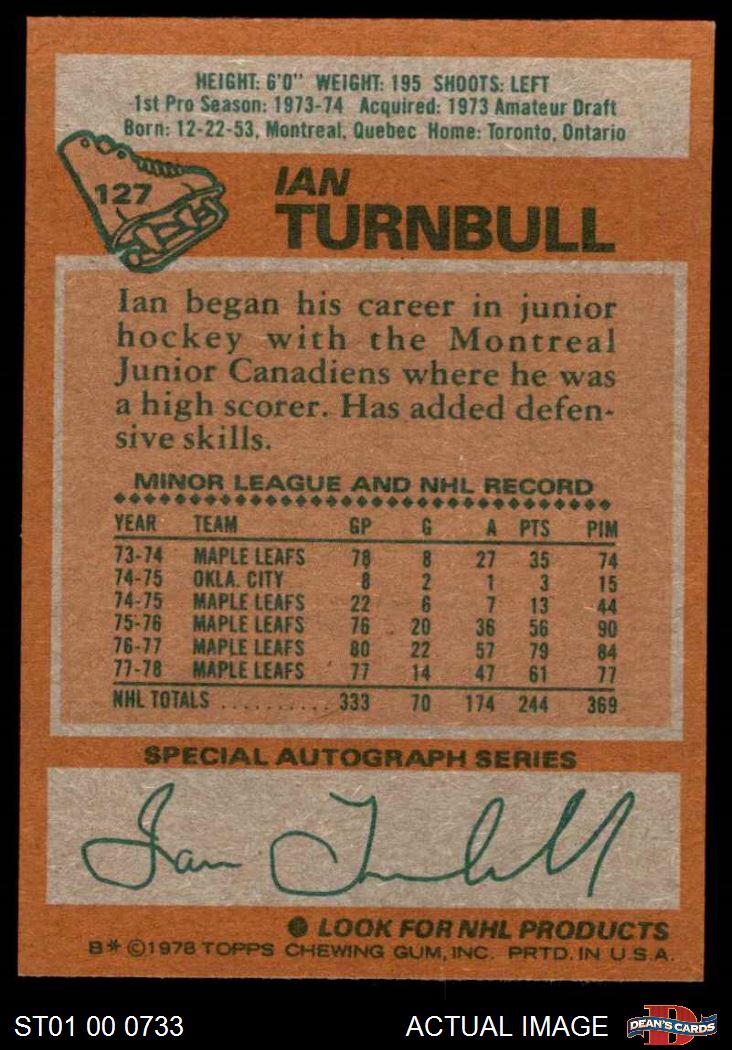 HEIGHT: 6'0" WEIGHT: 195 SHOOTS: LEFT
1st Pro Season: 1973-74 Acquired: 1973 Amateur Draft
Born: 12-22-53, Montreal, Quebec Home: Toronto, Ontario
127
IAN
TURNBULL
Ian began his career in junior
hockey with the Montreal
Junior Canadiens where he was
a high scorer. Has added defen-
sive skills.
MINOR LEAGUE AND NHL RECORD
YEAR TEAM GP G A PTS PIM
73-74 MAPLE LEAFS 78 8 27 35 74
74-75 OKLA. CITY 8 2 1 3 15
74-75 MAPLE LEAFS 22 6 7 13 44
75-76 MAPLE LEAFS 76 20 36 56 90
76-77 MAPLE LEAFS 80 22 57 79 84
77-78 MAPLE LEAFS 77 14 47 61 77
NHL TOTALS .......... 333 70 174 244 369
SPECIAL AUTOGRAPH SERIES
Ian Turnbull
● LOOK FOR NHL PRODUCTS
B* ©1978 TOPPS CHEWING GUM, INC. PRTD. IN U.S.A.
ST01 00 0733 ACTUAL IMAGE DEAN'S CARDS